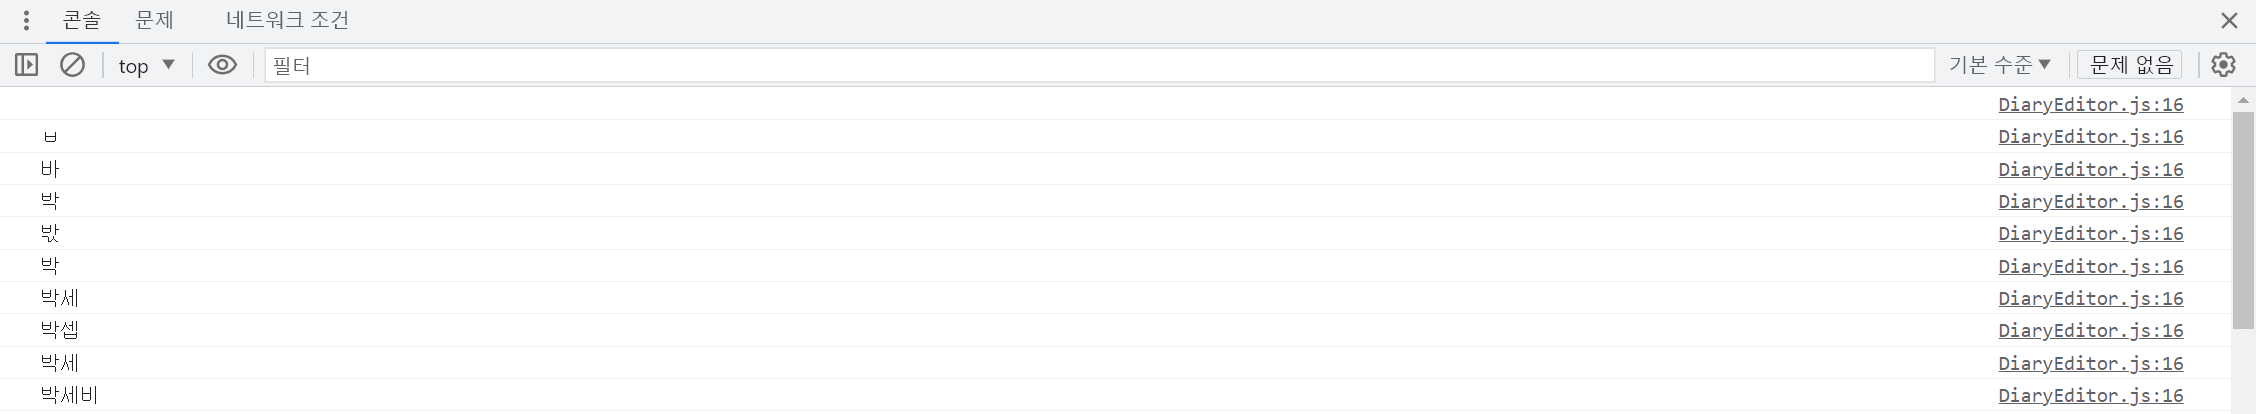 콘솔 문제 네트워크 조건
top 필터 기본 수준 문제 없음
DiaryEditor.js:16
ㅂ DiaryEditor.js:16
바 DiaryEditor.js:16
박 DiaryEditor.js:16
밗 DiaryEditor.js:16
박 DiaryEditor.js:16
박세 DiaryEditor.js:16
박셉 DiaryEditor.js:16
박세 DiaryEditor.js:16
박세비 DiaryEditor.js:16